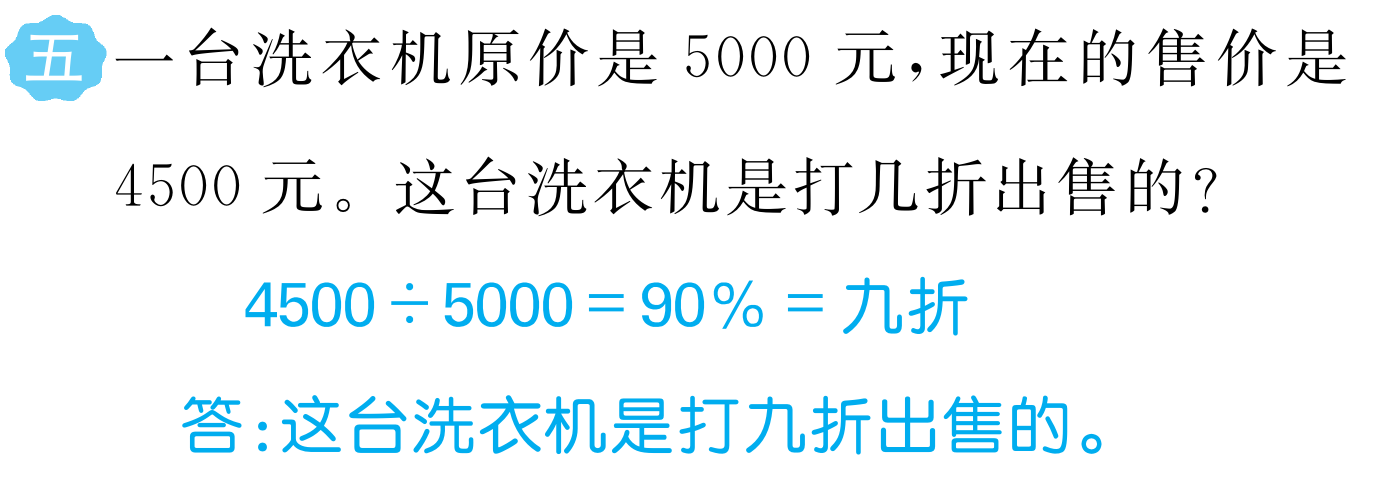 五 一台洗衣机原价是 5000 元,现在的售价是
4500 元。这台洗衣机是打几折出售的?
4500÷5000=90%=九折
答:这台洗衣机是打九折出售的。